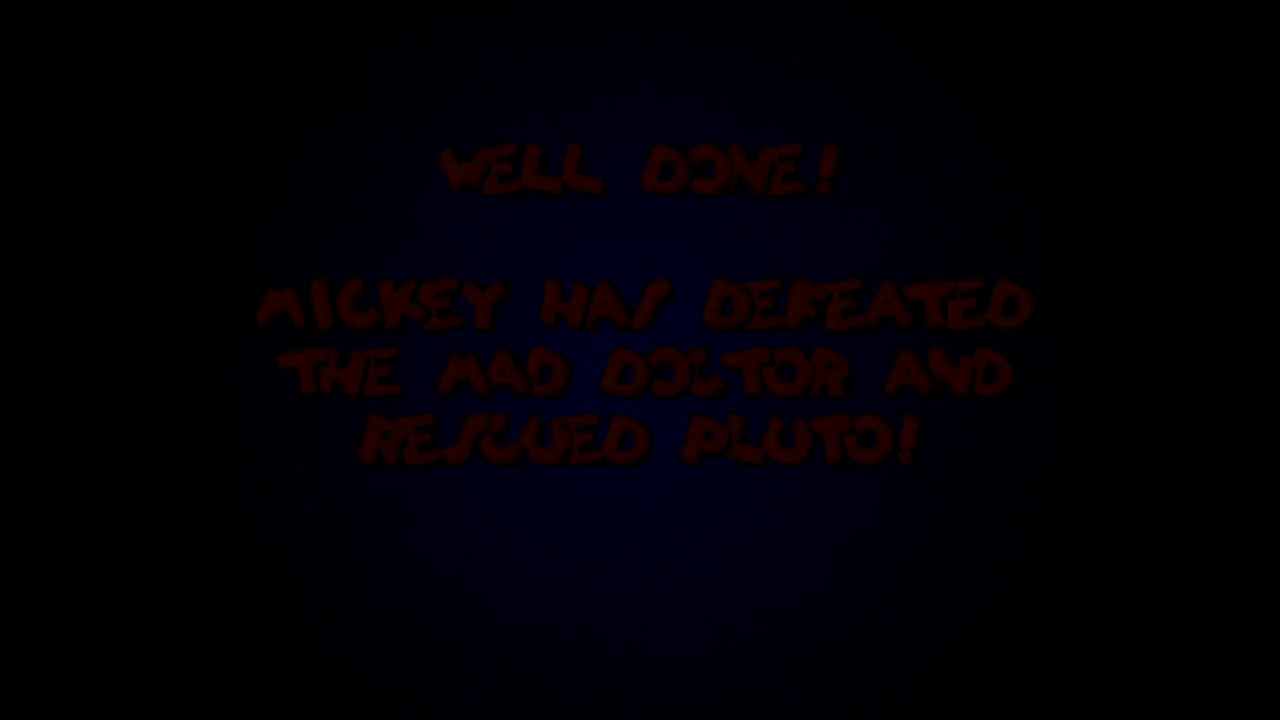 WELL DONE!
MICKEY HAS DEFEATED
THE MAD DOCTOR AND
RESCUED PLUTO!